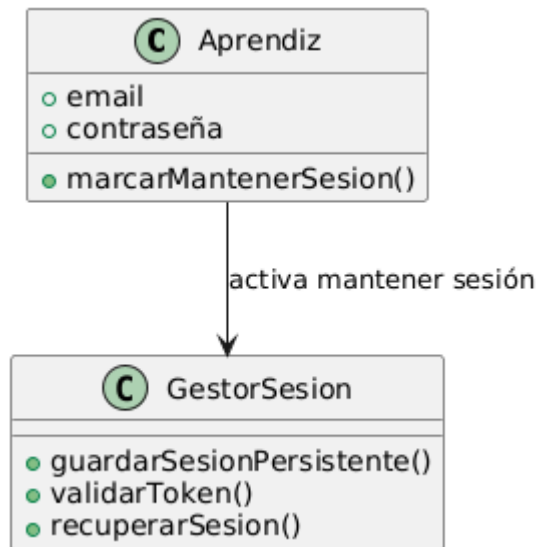 C Aprendiz
email
contraseña
marcarMantenerSesion()
activa mantener sesión
C GestorSesion
guardarSesionPersistente()
validarToken()
recuperarSesion()